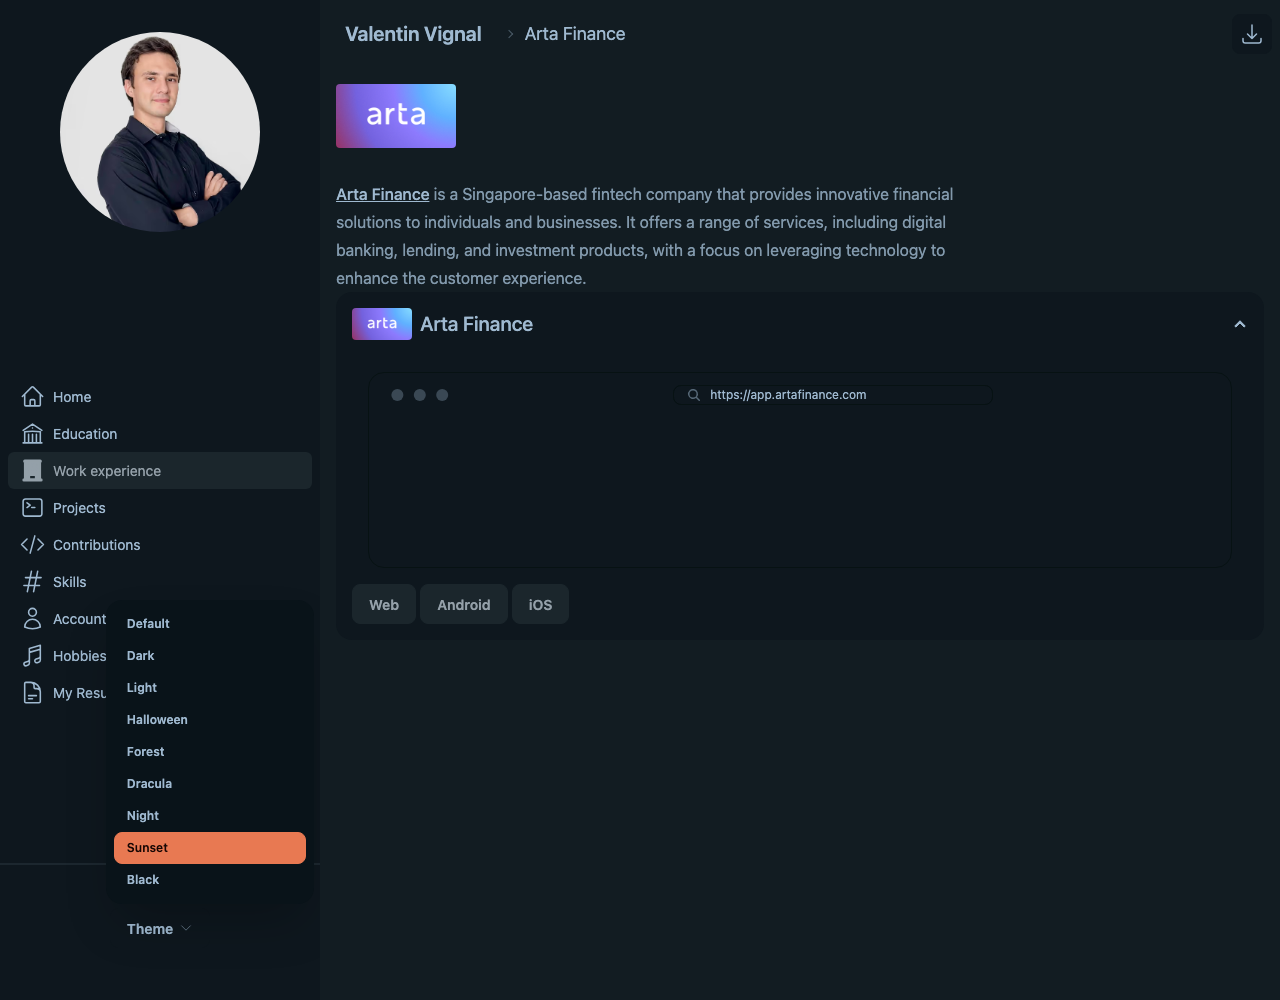 Valentin Vignal
Arta Finance
arta
Arta Finance is a Singapore-based fintech company that provides innovative financial
solutions to individuals and businesses. It offers a range of services, including digital
banking, lending, and investment products, with a focus on leveraging technology to
enhance the customer experience.
arta
Arta Finance
https://app.artafinance.com
Web
Android
iOS
Home
Education
Work experience
Projects
Contributions
Skills
Account
Hobbies
My Resu
Default
Dark
Light
Halloween
Forest
Dracula
Night
Sunset
Black
Theme